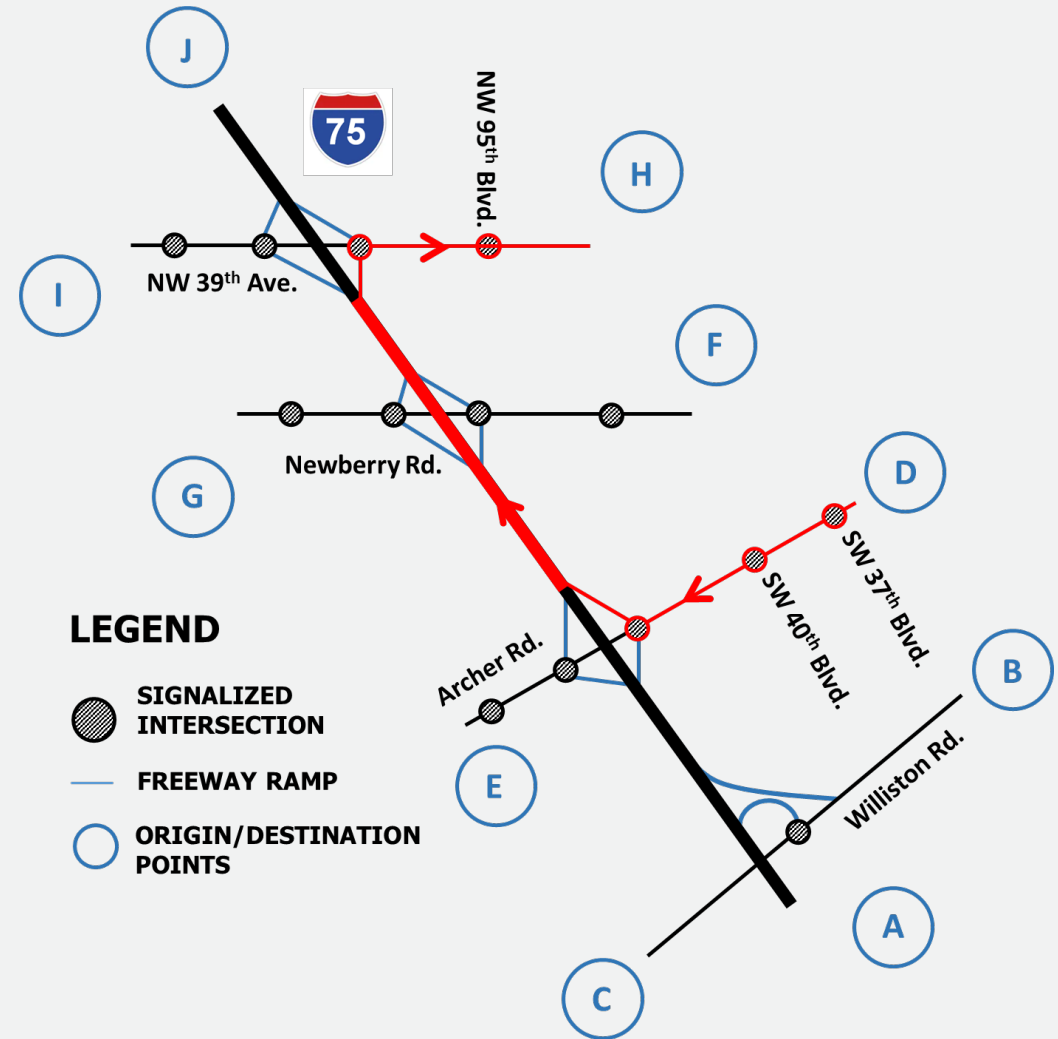 J
75
NW 95th Blvd.
H
NW 39th Ave.
I
F
Newberry Rd.
G
D
SW 37th Blvd.
SW 40th Blvd.
Archer Rd.
B
E
Williston Rd.
A
C
LEGEND
SIGNALIZED
INTERSECTION
FREEWAY RAMP
ORIGIN/DESTINATION
POINTS